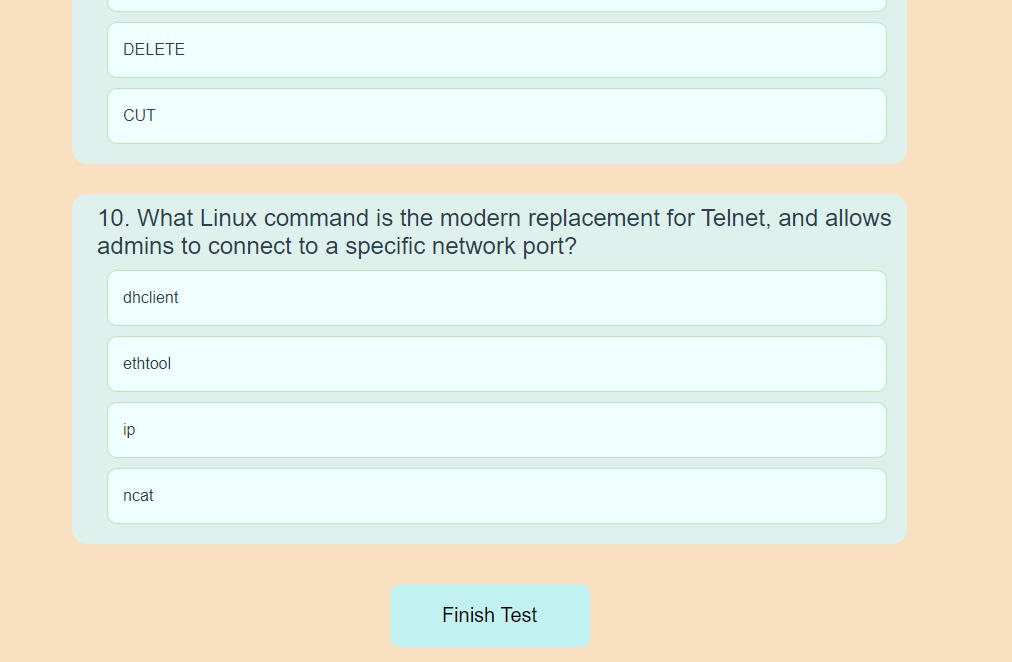 DELETE
CUT
10. What Linux command is the modern replacement for Telnet, and allows
admins to connect to a specific network port?
dhclient
ethtool
ip
ncat
Finish Test